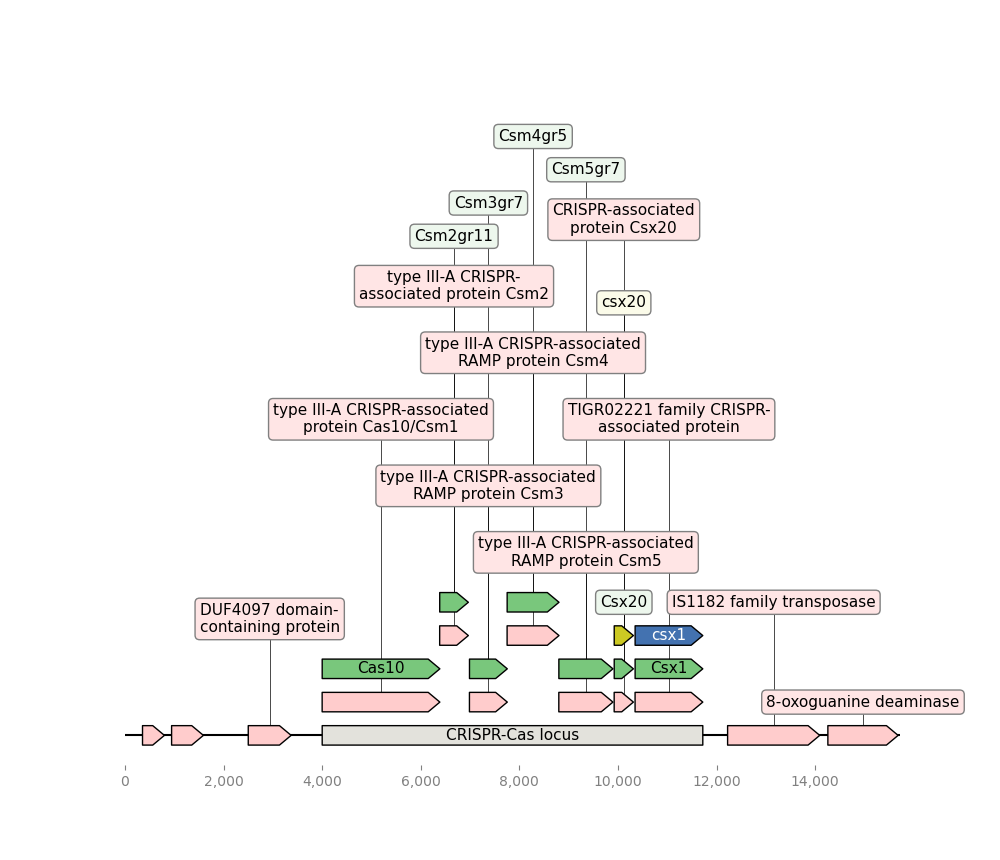 Csm4gr5
Csm5gr7
Csm3gr7
CRISPR-associated
protein Csx20
Csm2gr11
type III-A CRISPR-
associated protein Csm2
csx20
type III-A CRISPR-associated
RAMP protein Csm4
type III-A CRISPR-associated
protein Cas10/Csm1
TIGR02221 family CRISPR-
associated protein
type III-A CRISPR-associated
RAMP protein Csm3
type III-A CRISPR-associated
RAMP protein Csm5
DUF4097 domain-
containing protein
Csx20
IS1182 family transposase
csx1
Cas10
Csx1
8-oxoguanine deaminase
CRISPR-Cas locus
0
2,000
4,000
6,000
8,000
10,000
12,000
14,000